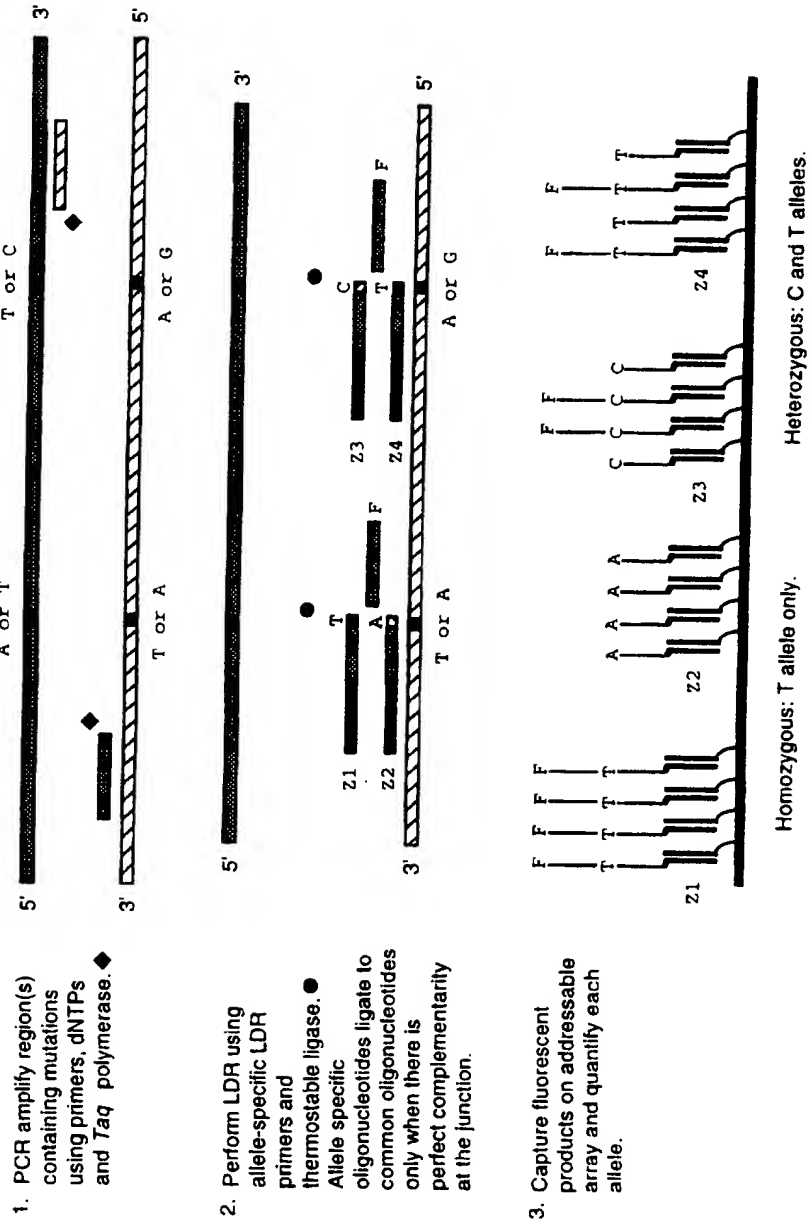 1. PCR amplify region(s)
containing mutations
using primers, dNTPs
and Taq polymerase. ◆
A or T
T or C
5'
3'
3'
5'
T or A
A or G
2. Perform LDR using
allele-specific LDR
primers and
thermostable ligase. ●
Allele specific
oligonucleotides ligate to
common oligonucleotides
only when there is
perfect complementarity
at the junction.
5'
3'
Z1
T
Z2
A
F
Z3
C
Z4
T
F
3'
5'
T or A
A or G
3. Capture fluorescent
products on addressable
array and quantify each
allele.
F F F F
F F
F F
T T T T
A A A A
C C C C
T T T T
Z1
Z2
Z3
Z4
Homozygous: T allele only.
Heterozygous: C and T alleles.